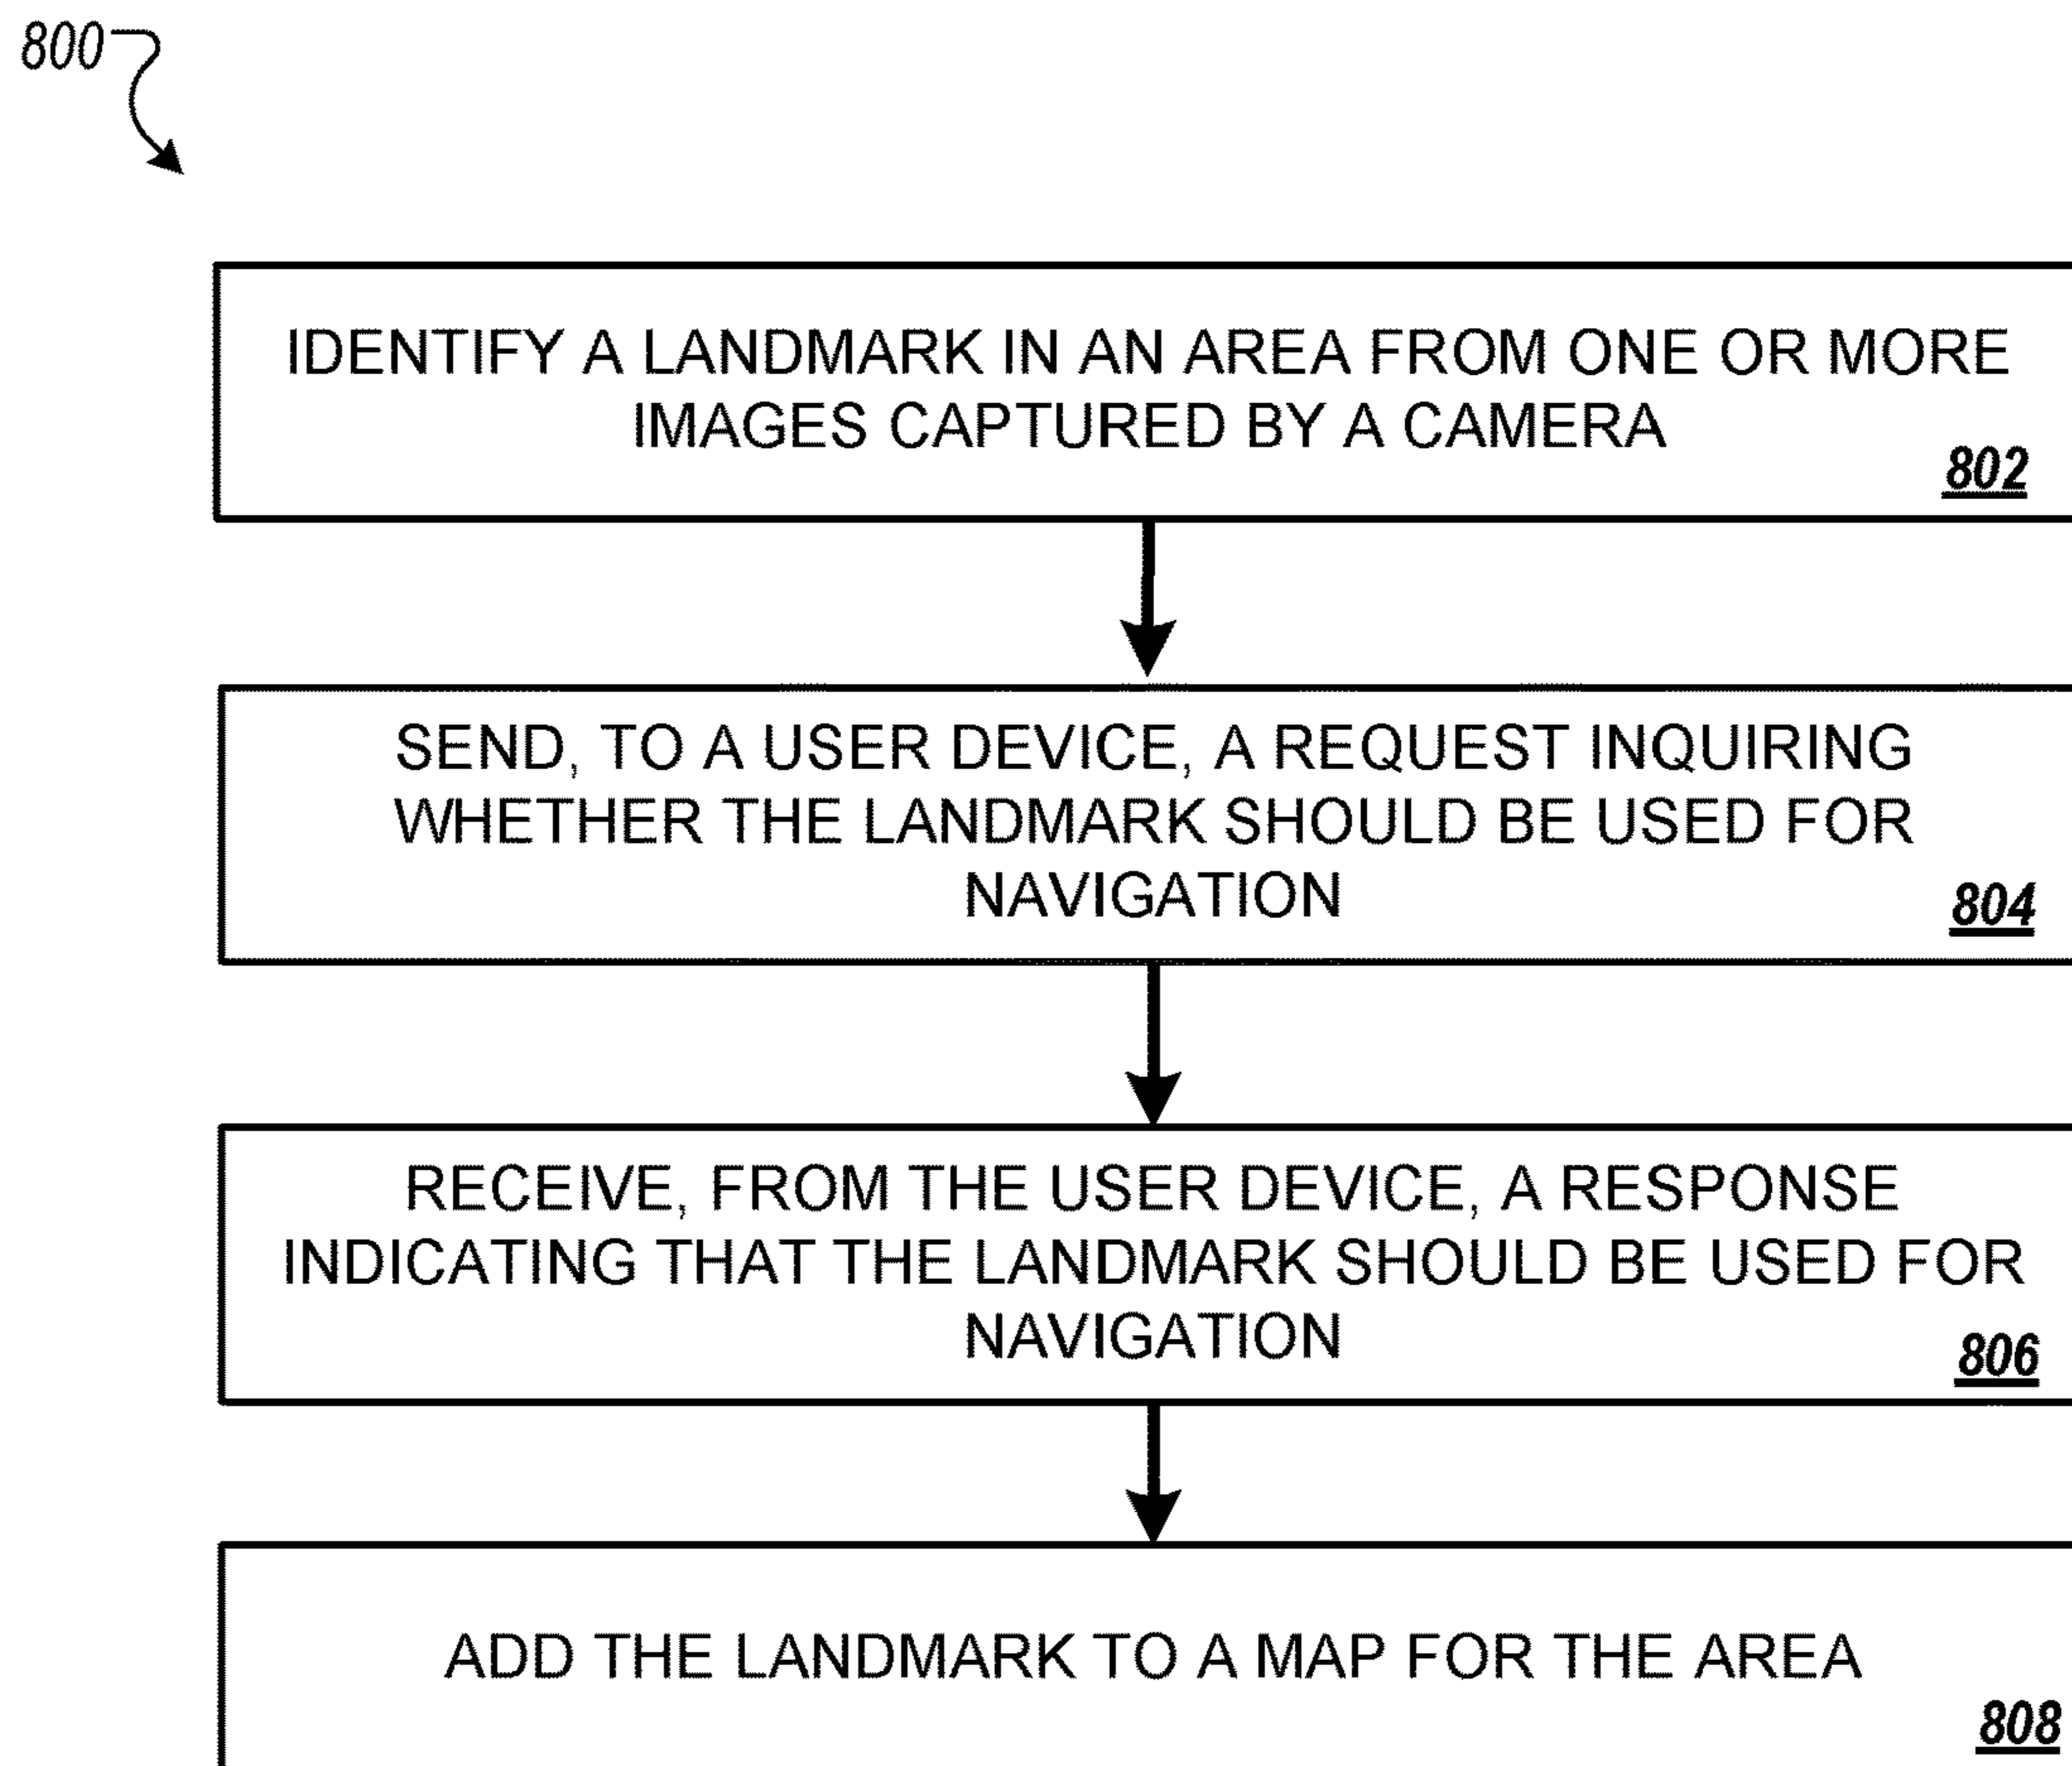 800
IDENTIFY A LANDMARK IN AN AREA FROM ONE OR MORE
IMAGES CAPTURED BY A CAMERA
802
SEND, TO A USER DEVICE, A REQUEST INQUIRING
WHETHER THE LANDMARK SHOULD BE USED FOR
NAVIGATION
804
RECEIVE, FROM THE USER DEVICE, A RESPONSE
INDICATING THAT THE LANDMARK SHOULD BE USED FOR
NAVIGATION
806
ADD THE LANDMARK TO A MAP FOR THE AREA
808